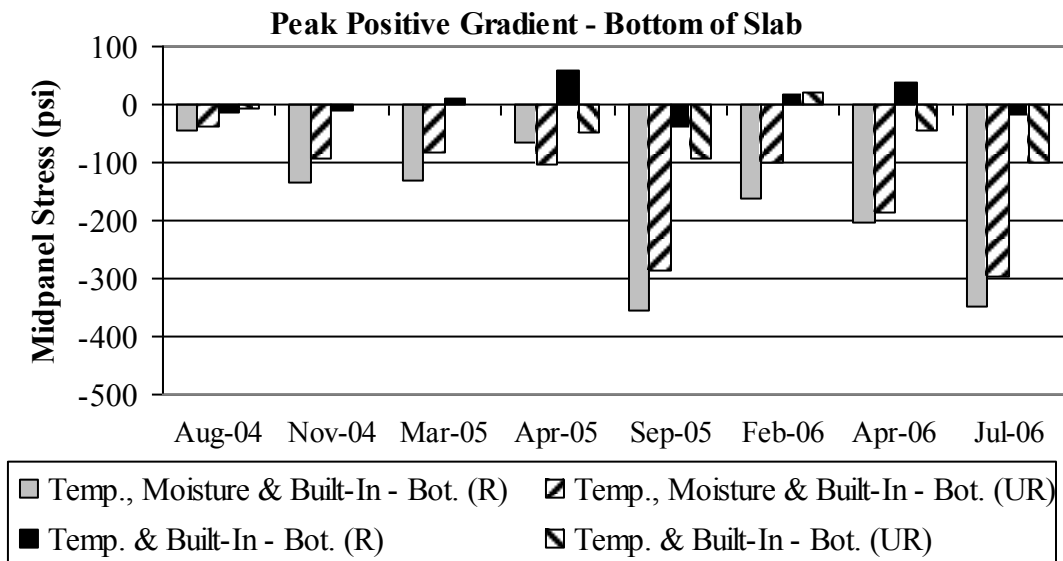 Peak Positive Gradient - Bottom of Slab
Midpanel Stress (psi)
100
0
-100
-200
-300
-400
-500
Aug-04 Nov-04 Mar-05 Apr-05 Sep-05 Feb-06 Apr-06 Jul-06
Temp., Moisture & Built-In - Bot. (R) Temp., Moisture & Built-In - Bot. (UR)
Temp. & Built-In - Bot. (R) Temp. & Built-In - Bot. (UR)